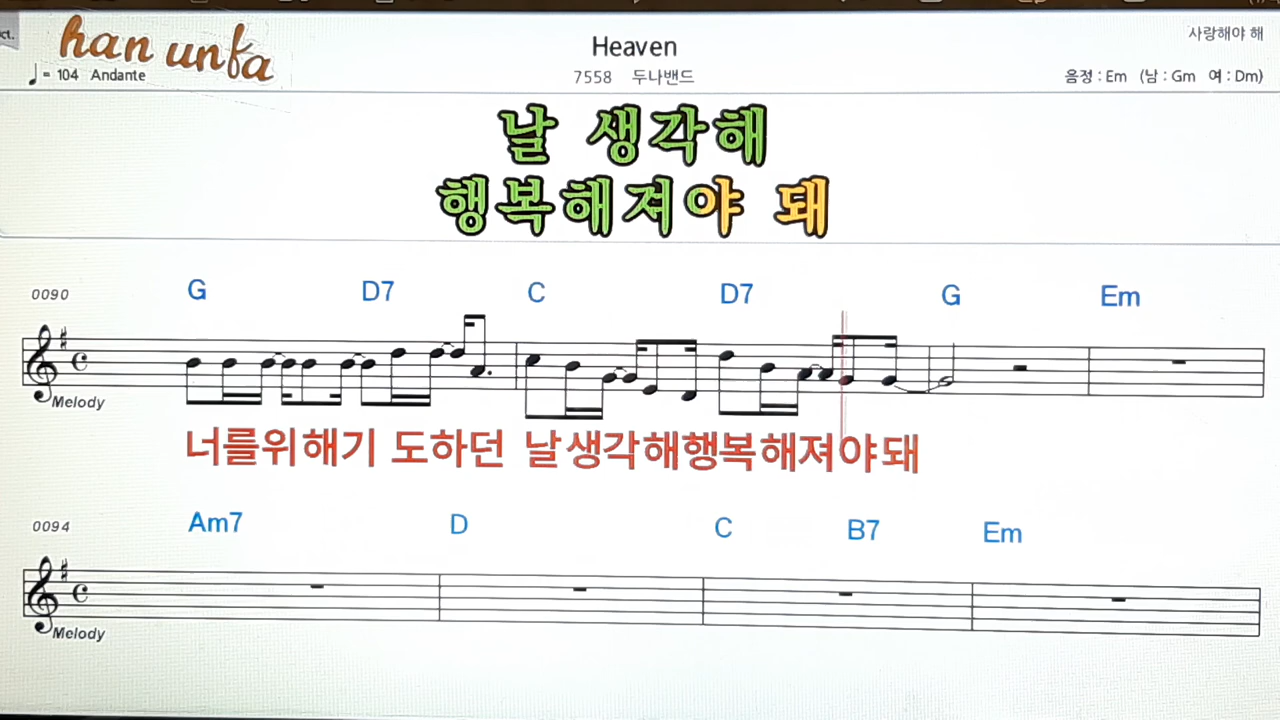 ct.
han unfa
♩= 104 Andante
Heaven
7558 두나밴드
사랑해야 해
음정 : Em (남 : Gm 여 : Dm)
날 생각해
행복해져야 돼
0090
G D7 C D7 G Em
Melody
너를위해기 도하던 날생각해행복해져야돼
0094
Am7 D C B7 Em
Melody